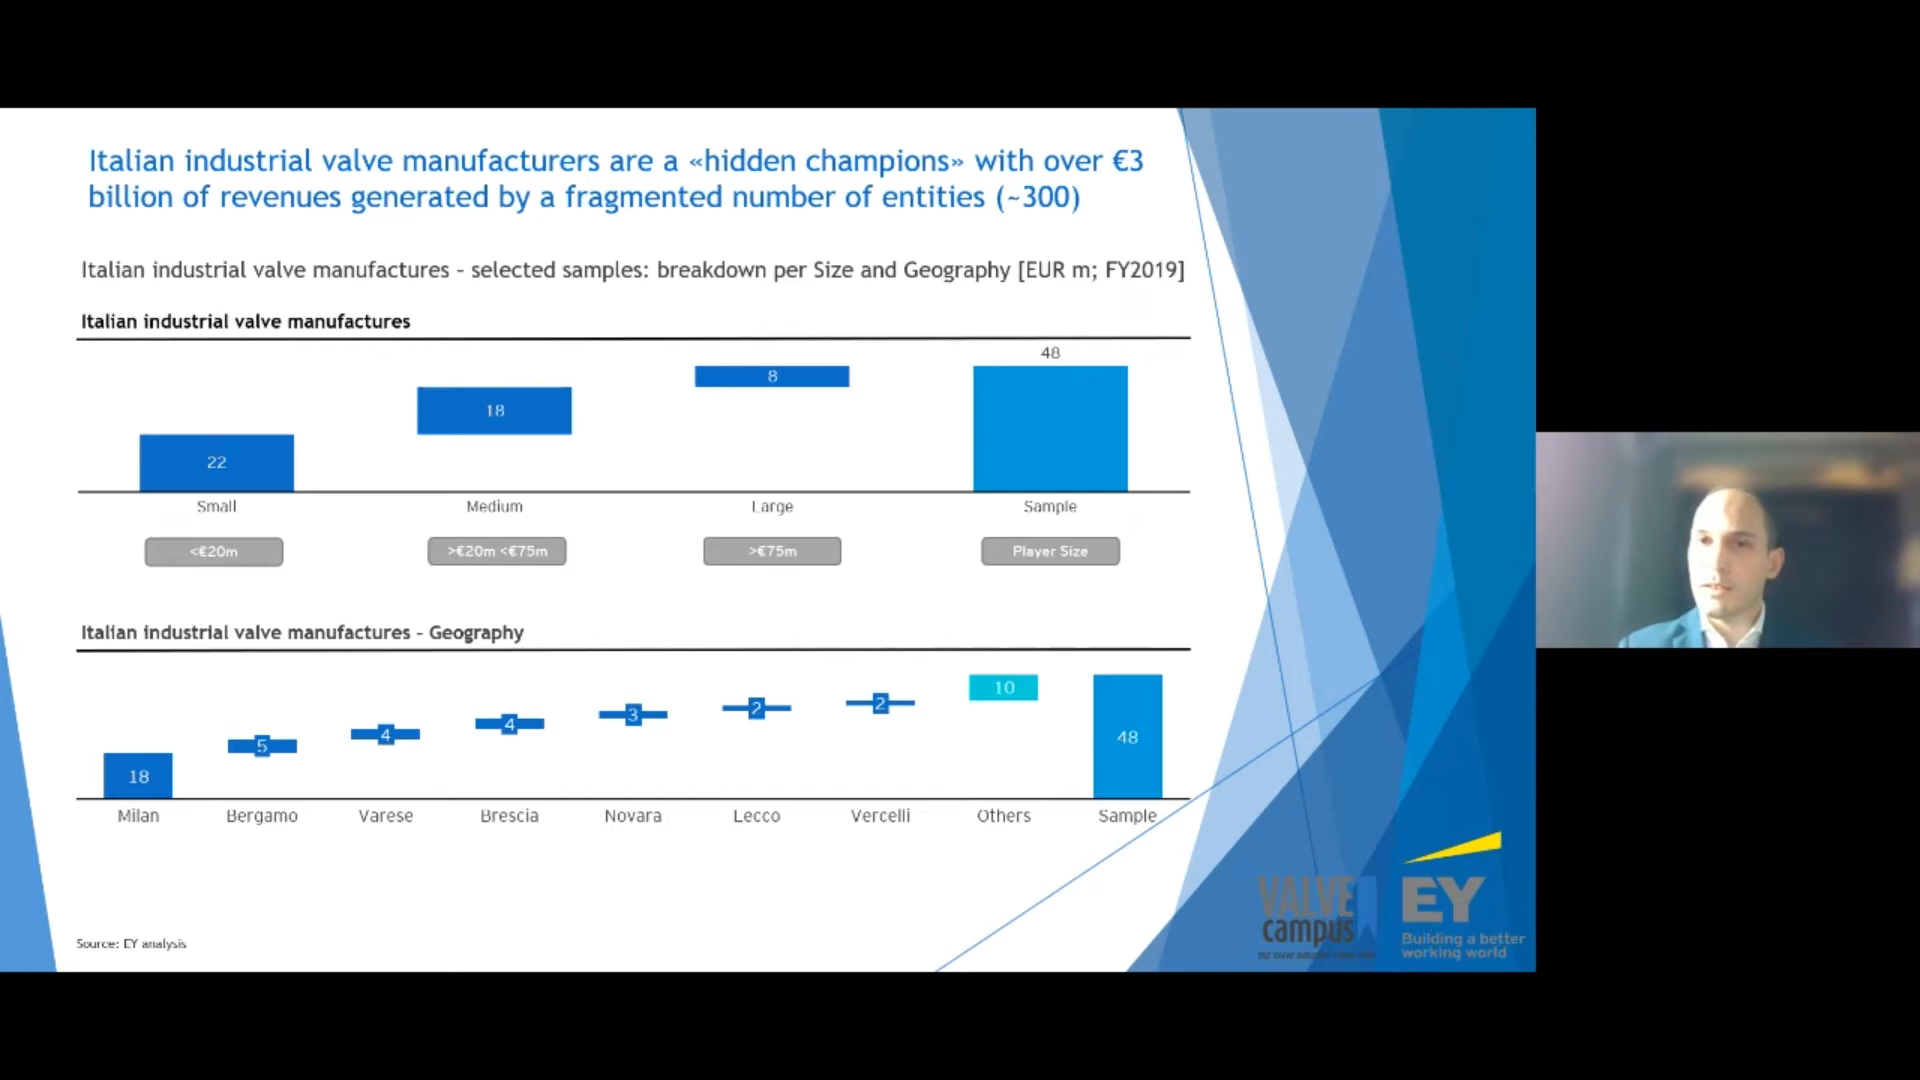 Italian industrial valve manufacturers are a «hidden champions» with over €3
billion of revenues generated by a fragmented number of entities (~300)
Italian industrial valve manufactures – selected samples: breakdown per Size and Geography [EUR m; FY2019]
Italian industrial valve manufactures
48
8
18
22
Small Medium Large Sample
<€20m >€20m <€75m >€75m Player Size
Italian industrial valve manufactures – Geography
18 5 4 4 3 2 2 10 48
Milan Bergamo Varese Brescia Novara Lecco Vercelli Others Sample
Source: EY analysis
VALVE
campus
EY
Building a better
working world